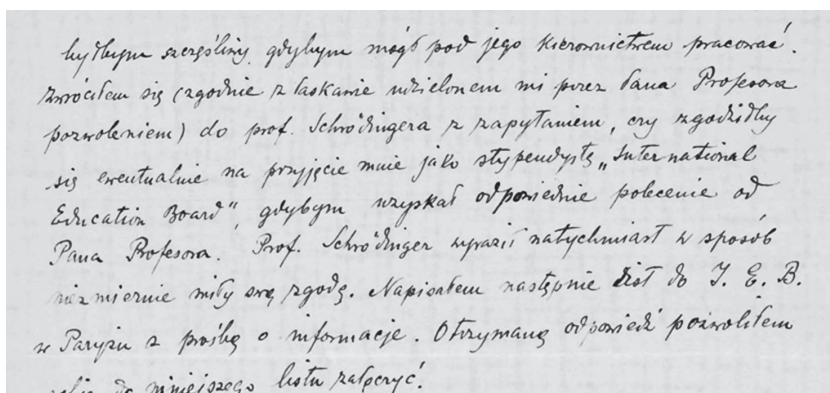 byłbym szczęśliwy, gdybym mógł pod jego kierownictwem pracować.
Zwróciłem się (zgodnie z łaskawie udzielonem mi przez Pana Profesora
pozwoleniem) do prof. Schrödingera z zapytaniem, czy zgodziłby
się ewentualnie na przyjęcie mnie jako stypendystę „International
Education Board”, gdybym uzyskał odpowiednie polecenie od
Pana Profesora. Prof. Schrödinger wyraził natychmiast w sposób
niezmiernie miły swą zgodę. Napisałem następnie list do I. E. B.
w Paryżu z prośbą o informacje. Otrzymaną odpowiedź pozwoliłem
sobie do niniejszego listu załączyć.